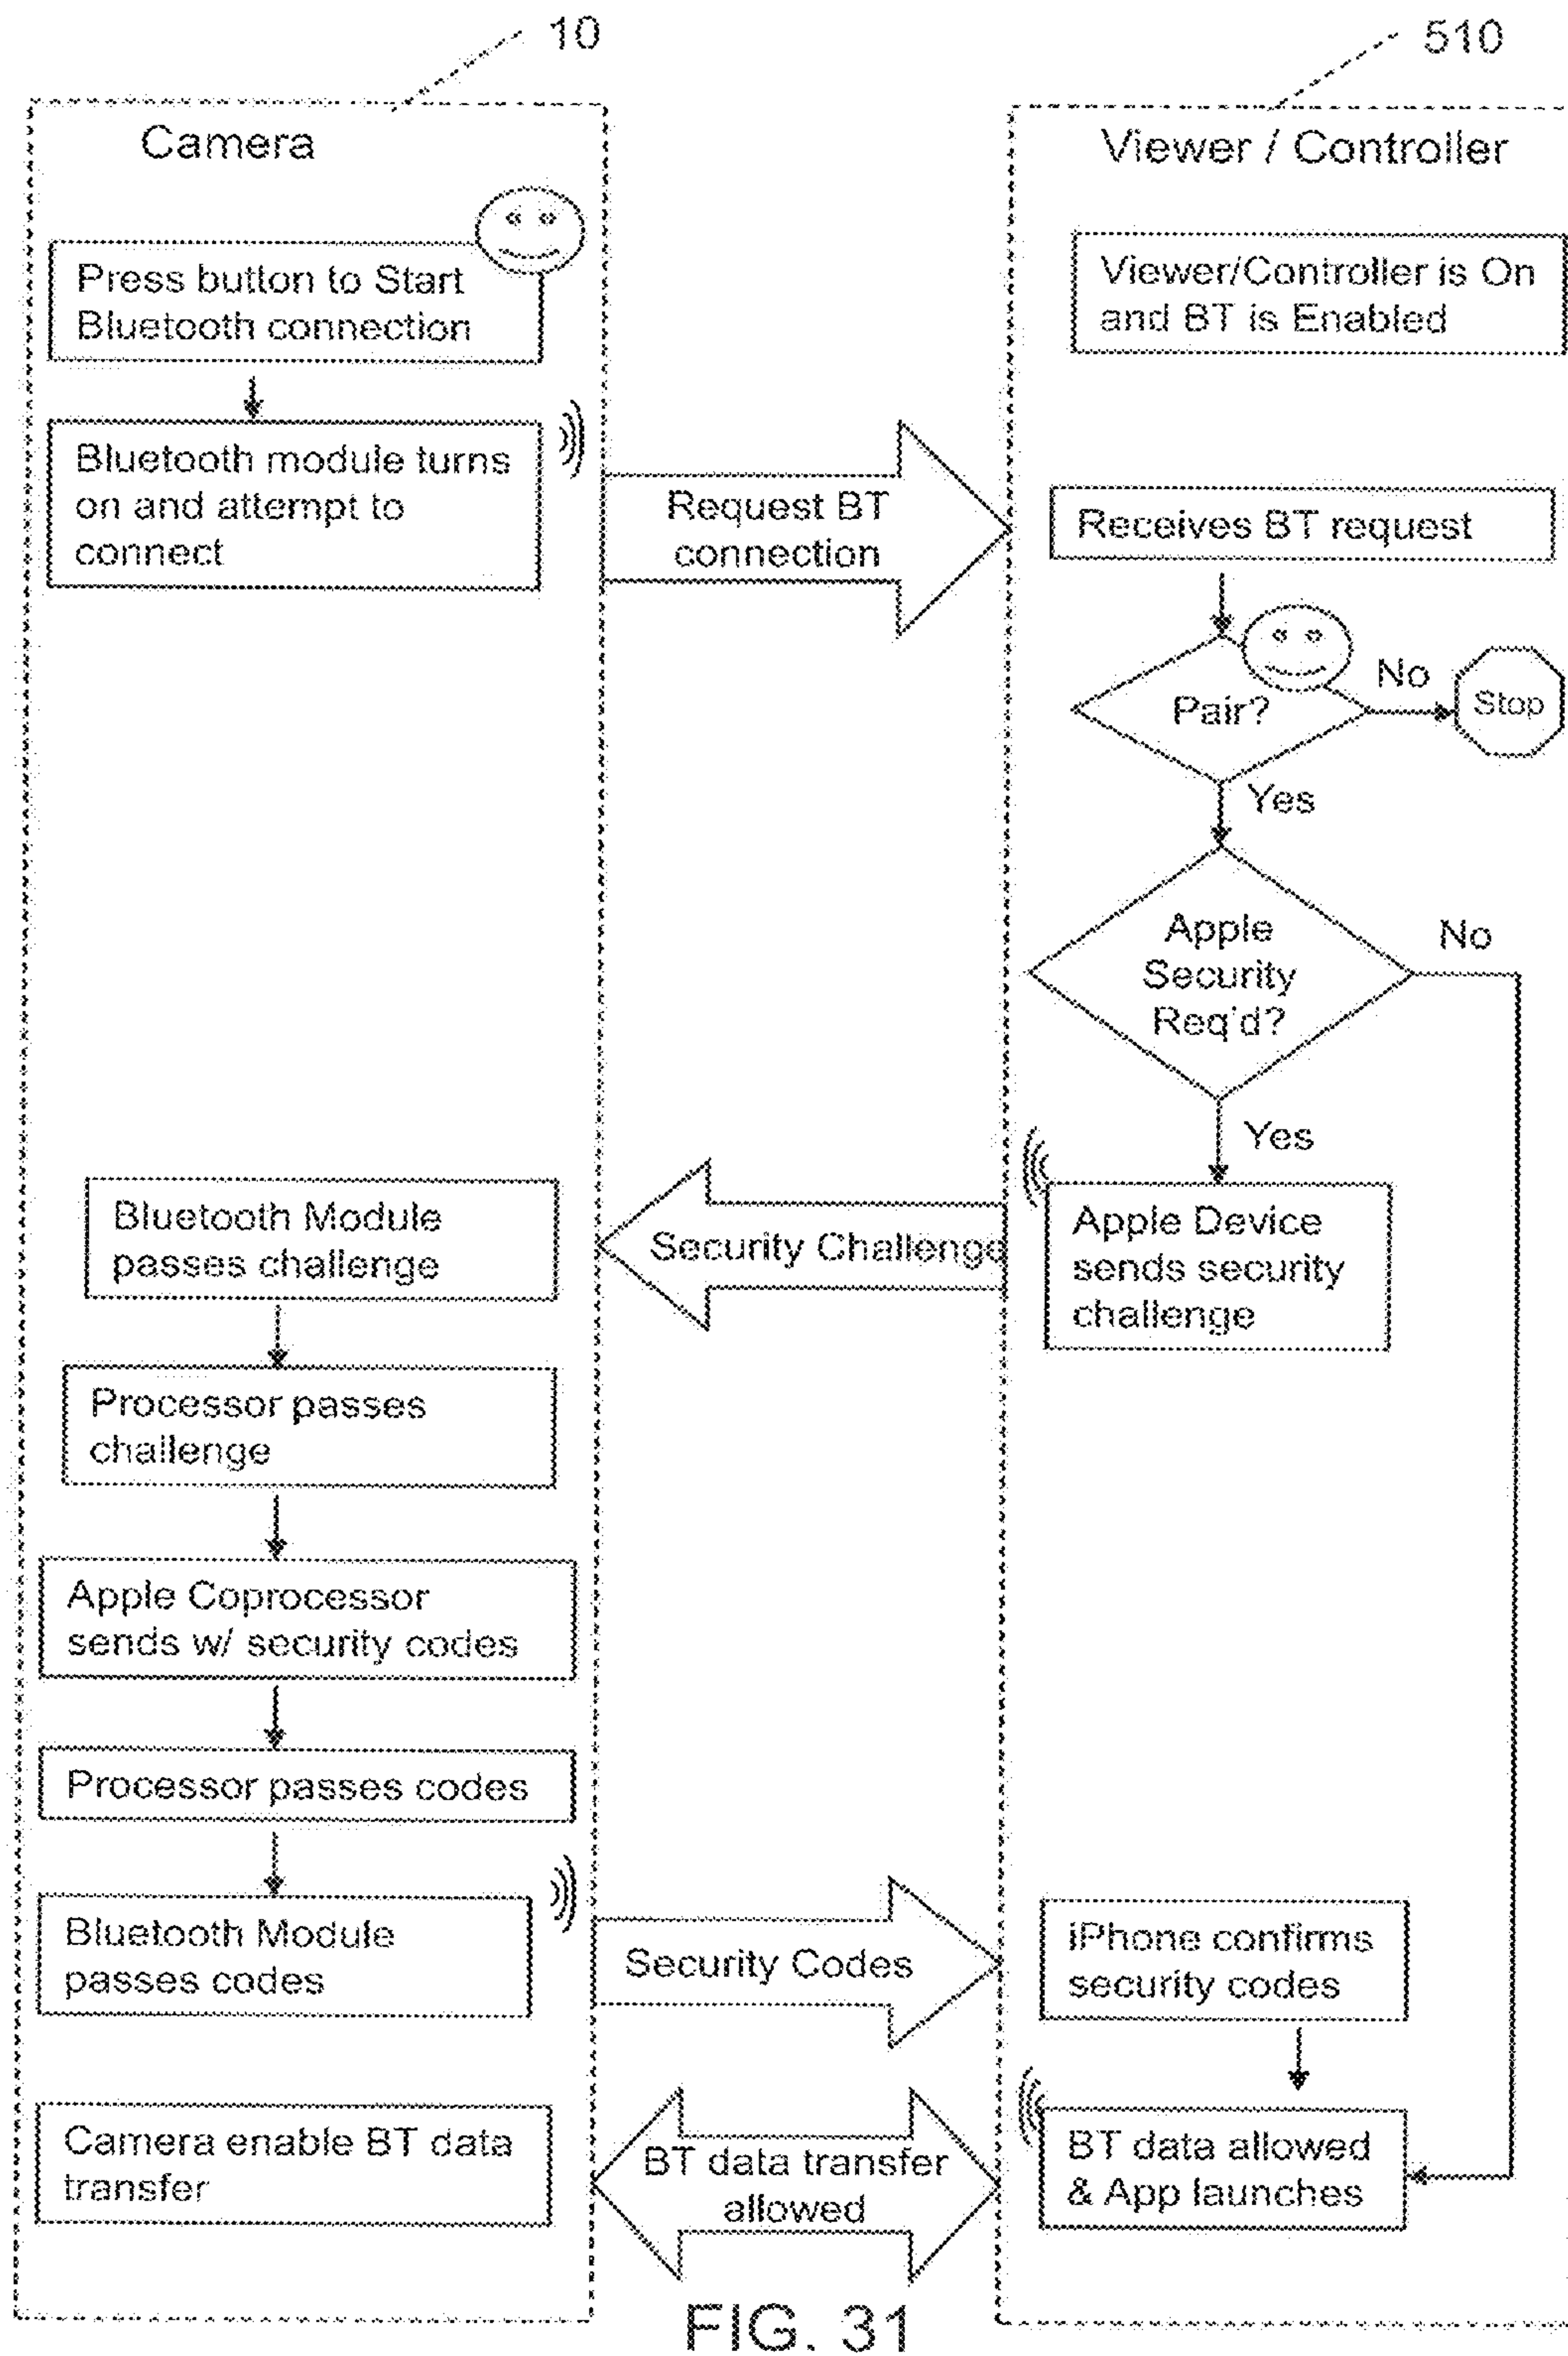 10
510
Camera
Viewer / Controller
Press button to Start
Bluetooth connection
Viewer/Controller is On
and BT is Enabled
Bluetooth module turns
on and attempt to
connect
Request BT
connection
Receives BT request
Pair?
No
Stop
Yes
Apple
Security
Req'd?
No
Yes
Apple Device
sends security
challenge
Security Challenge
Bluetooth Module
passes challenge
Processor passes
challenge
Apple Coprocessor
sends w/ security codes
Processor passes codes
Bluetooth Module
passes codes
Security Codes
iPhone confirms
security codes
Camera enable BT data
transfer
BT data transfer
allowed
BT data allowed
& App launches
FIG. 31